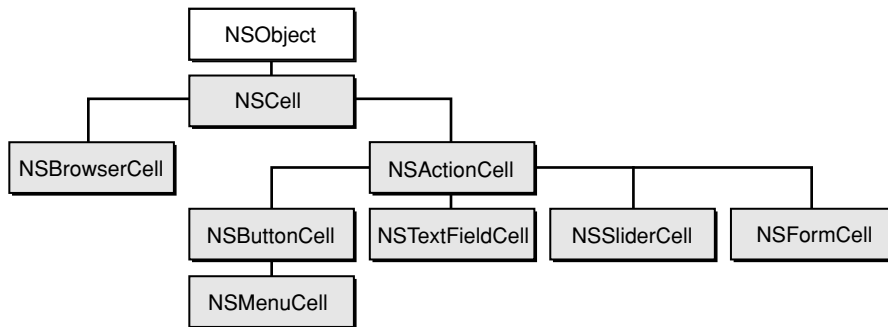 NSObject
NSCell
NSBrowserCell
NSActionCell
NSButtonCell
NSTextFieldCell
NSSliderCell
NSFormCell
NSMenuCell